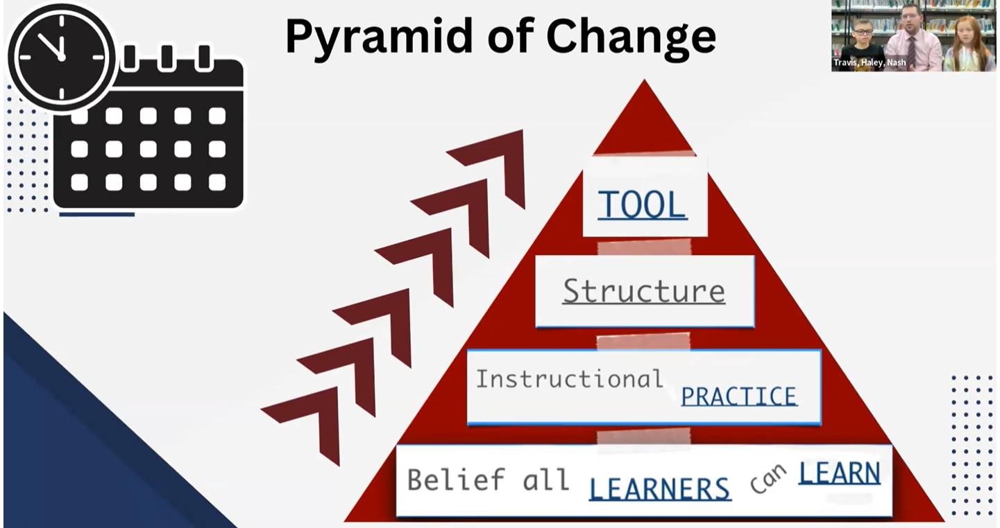 Pyramid of Change
Travis, Haley, Nash
TOOL
Structure
Instructional PRACTICE
Belief all LEARNERS Can LEARN